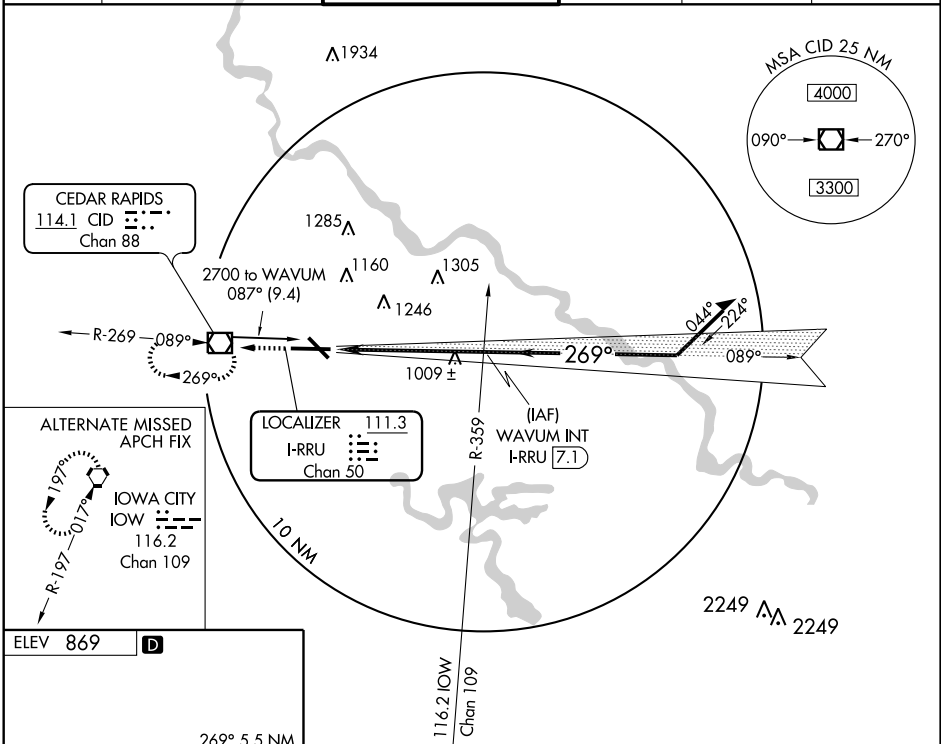 1934
MSA CID 25 NM
4000
090°
270°
3300
CEDAR RAPIDS
114.1 CID
Chan 88
1285
1160
1305
1246
2700 to WAVUM
087° (9.4)
044°
224°
R-269
089°
269°
269°
089°
1009 ±
LOCALIZER 111.3
I-RRU
Chan 50
R-359
(IAF)
WAVUM INT
I-RRU 7.1
ALTERNATE MISSED
APCH FIX
197°
017°
R-197
IOWA CITY
IOW
116.2
Chan 109
10 NM
2249
2249
116.2 IOW
Chan 109
ELEV 869 D
269° 5.5 NM